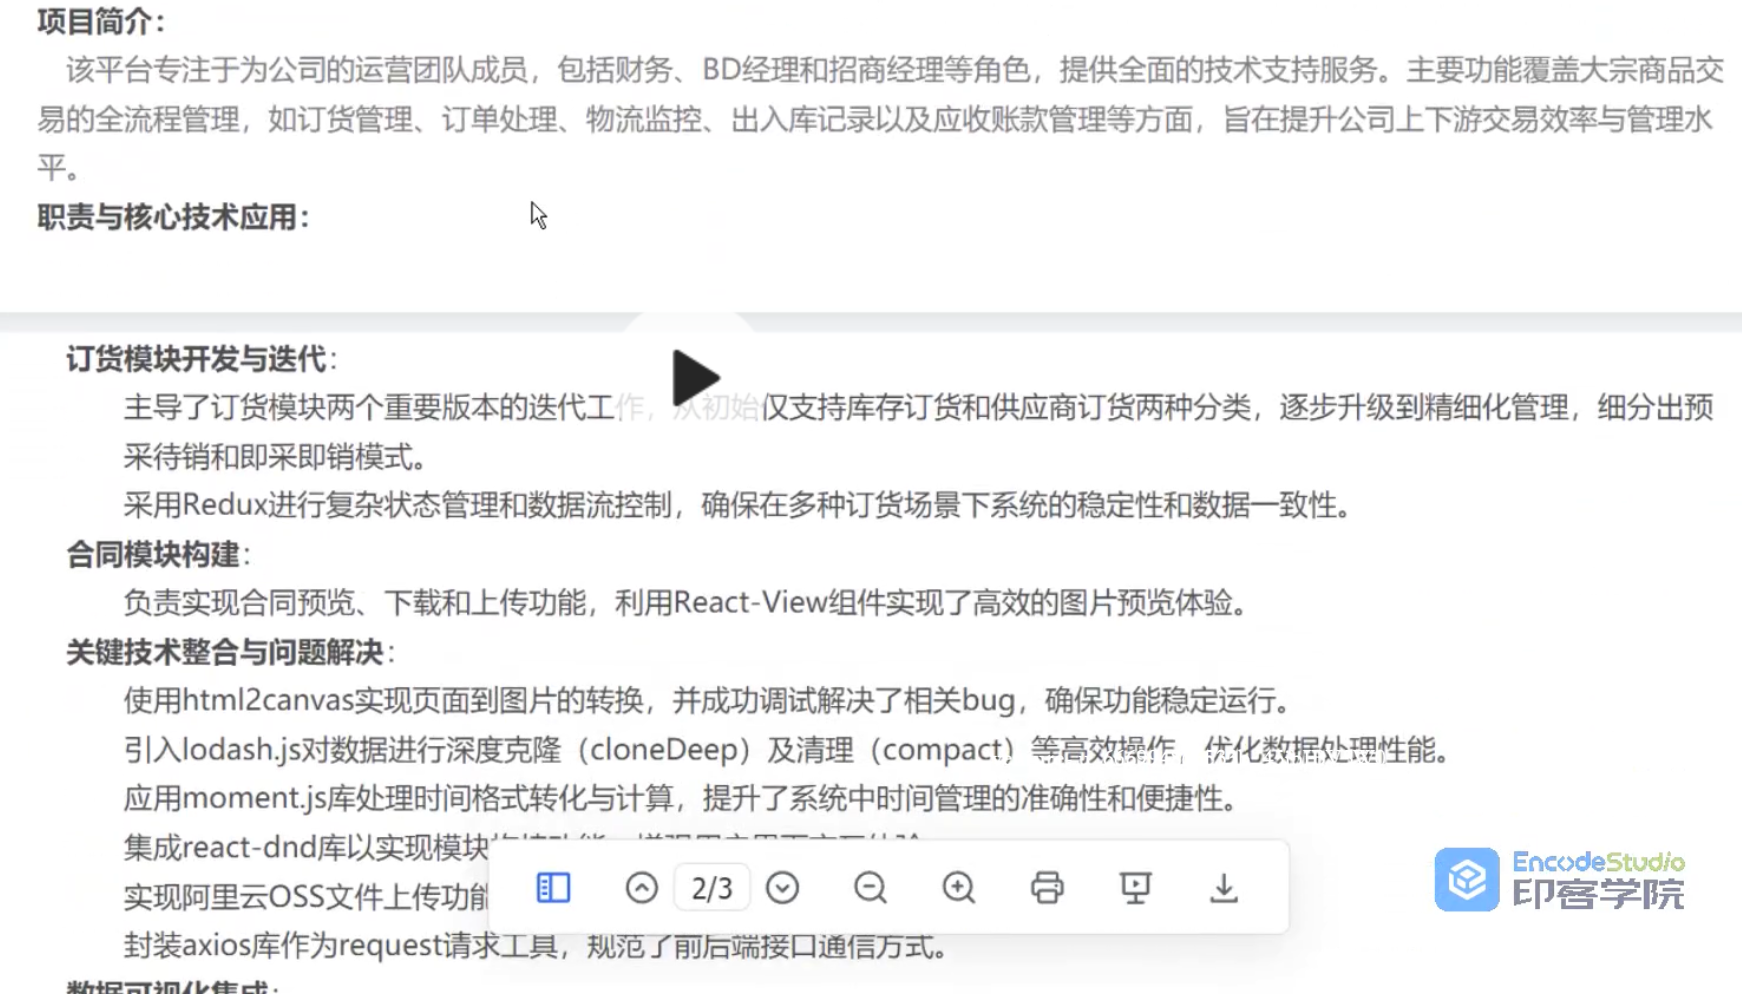 项目简介：
该平台专注于为公司的运营团队成员，包括财务、BD经理和招商经理等角色，提供全面的技术支持服务。主要功能覆盖大宗商品交
易的全流程管理，如订货管理、订单处理、物流监控、出入库记录以及应收账款管理等方面，旨在提升公司上下游交易效率与管理水
平。
职责与核心技术应用：
订货模块开发与迭代：
主导了订货模块两个重要版本的迭代工作，从初始仅支持库存订货和供应商订货两种分类，逐步升级到精细化管理，细分出预
采待销和即采即销模式。
采用Redux进行复杂状态管理和数据流控制，确保在多种订货场景下系统的稳定性和数据一致性。
合同模块构建：
负责实现合同预览、下载和上传功能，利用React-View组件实现了高效的图片预览体验。
关键技术整合与问题解决：
使用html2canvas实现页面到图片的转换，并成功调试解决了相关bug，确保功能稳定运行。
引入lodash.js对数据进行深度克隆（cloneDeep）及清理（compact）等高效操作，优化数据处理性能。
应用moment.js库处理时间格式转化与计算，提升了系统中时间管理的准确性和便捷性。
集成react-dnd库以实现模块
实现阿里云OSS文件上传功能
2/3
EncodeStudio
印客学院
封装axios库作为request请求工具，规范了前后端接口通信方式。
数据可视化集成：